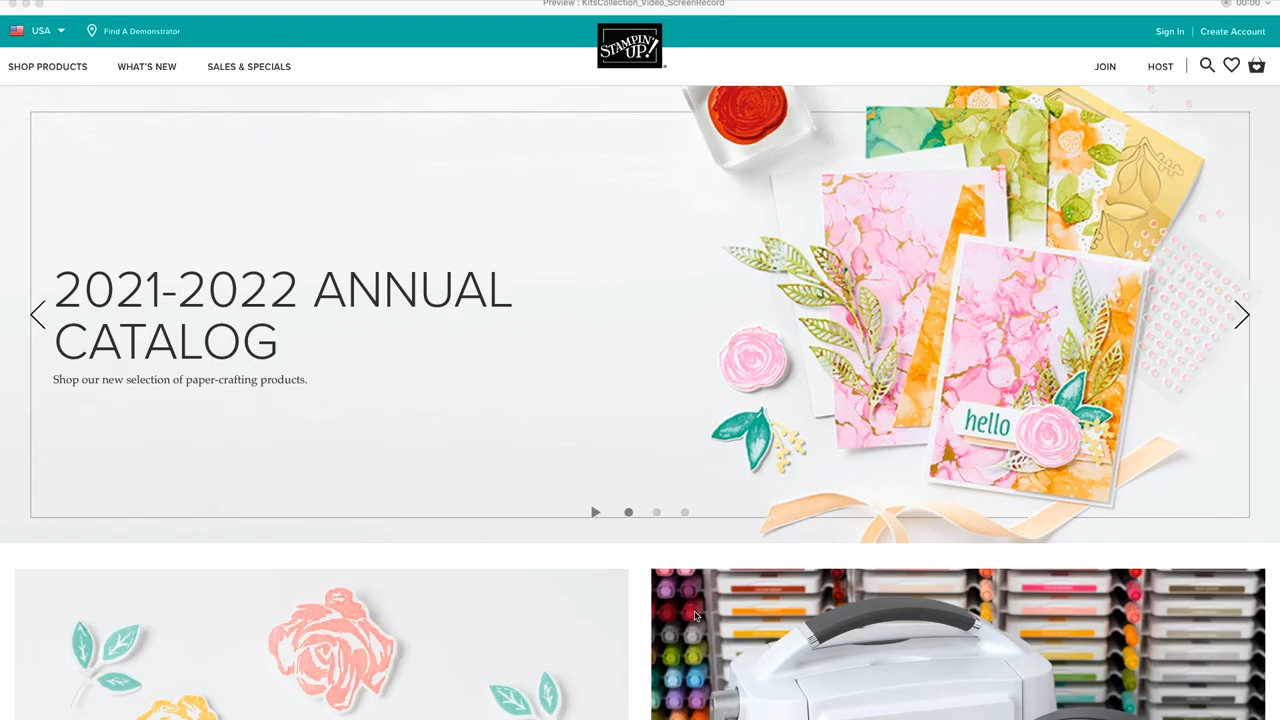 Preview : KitsCollection_Video_ScreenRecord
00:00
USA
Find A Demonstrator
STAMPIN' UP!
Sign In
Create Account
SHOP PRODUCTS
WHAT'S NEW
SALES & SPECIALS
JOIN
HOST
2021-2022 ANNUAL
CATALOG
Shop our new selection of paper-crafting products.
hello